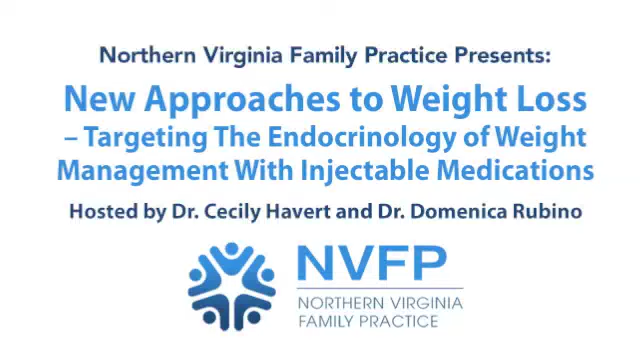 Northern Virginia Family Practice Presents:
New Approaches to Weight Loss
– Targeting The Endocrinology of Weight
Management With Injectable Medications
Hosted by Dr. Cecily Havert and Dr. Domenica Rubino
NVFP
NORTHERN VIRGINIA
FAMILY PRACTICE